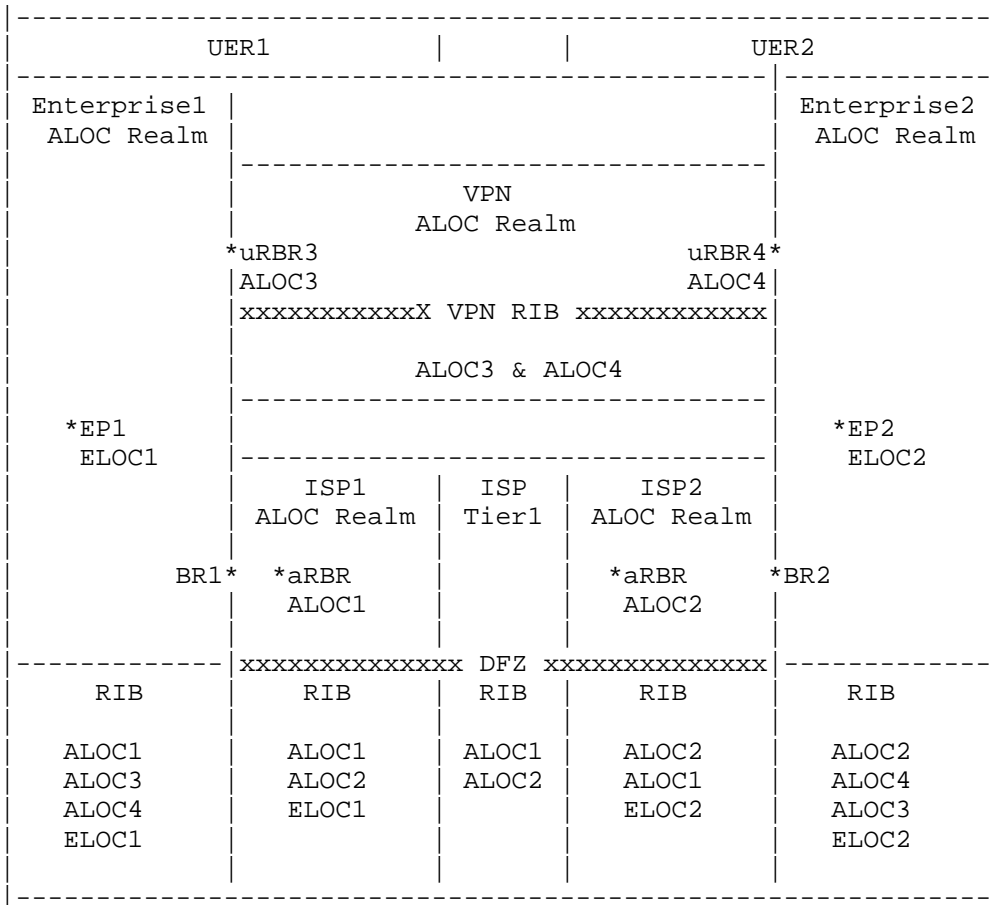 |-------------------------------------------------------------
|            UER1          |       |           UER2
|-----------------------------------------------|-------------
| Enterprise1 |                                 | Enterprise2
|  ALOC Realm |                                 |  ALOC Realm
|             |---------------------------------|
|             |              VPN                |
|             |           ALOC Realm            |
|             *uRBR3                       uRBR4*
|             |ALOC3                       ALOC4|
|             |xxxxxxxxxxxX VPN RIB xxxxxxxxxxxx|
|             |                                 |
|             |           ALOC3 & ALOC4         |
|             |---------------------------------|
|   *EP1      |                                 |   *EP2
|    ELOC1    |---------------------------------|    ELOC2
|             |    ISP1    |  ISP  |    ISP2    |
|             | ALOC Realm | Tier1 | ALOC Realm |
|             |            |       |            |
|          BR1*  *aRBR     |       |  *aRBR     *BR2
|             |   ALOC1    |       |   ALOC2    |
|             |            |       |            |
|-------------|xxxxxxxxxxxxxx DFZ xxxxxxxxxxxxxx|-------------
|     RIB     |    RIB     |  RIB  |    RIB     |    RIB
|             |            |       |            |
|   ALOC1     |   ALOC1    | ALOC1 |   ALOC2    |   ALOC2
|   ALOC3     |   ALOC2    | ALOC2 |   ALOC1    |   ALOC4
|   ALOC4     |   ELOC1    |       |   ELOC2    |   ALOC3
|   ELOC1     |            |       |            |   ELOC2
|             |            |       |            |
|-------------------------------------------------------------